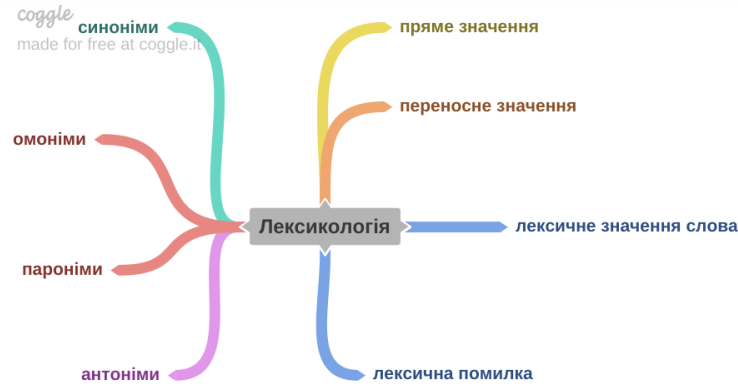 coggle
made for free at coggle.it
синоніми
омоніми
пароніми
антоніми
Лексикологія
пряме значення
переносне значення
лексичне значення слова
лексична помилка